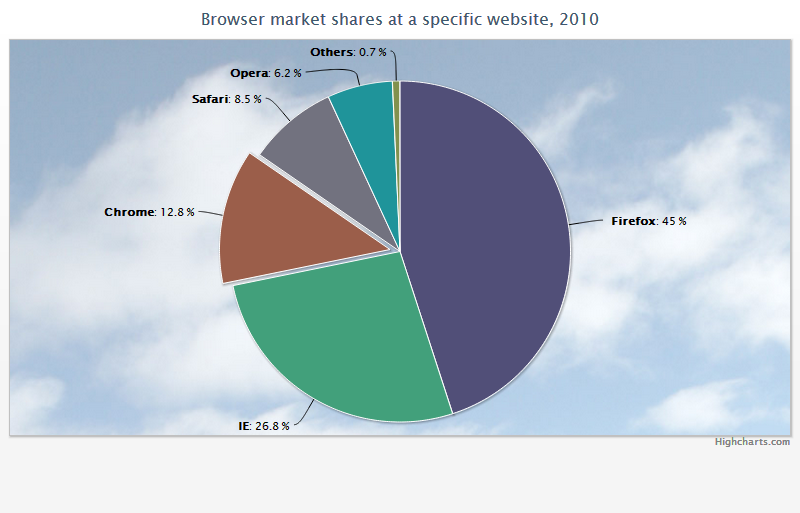 Browser market shares at a specific website, 2010
Others: 0.7 %
Opera: 6.2 %
Safari: 8.5 %
Chrome: 12.8 %
Firefox: 45 %
IE: 26.8 %
Highcharts.com